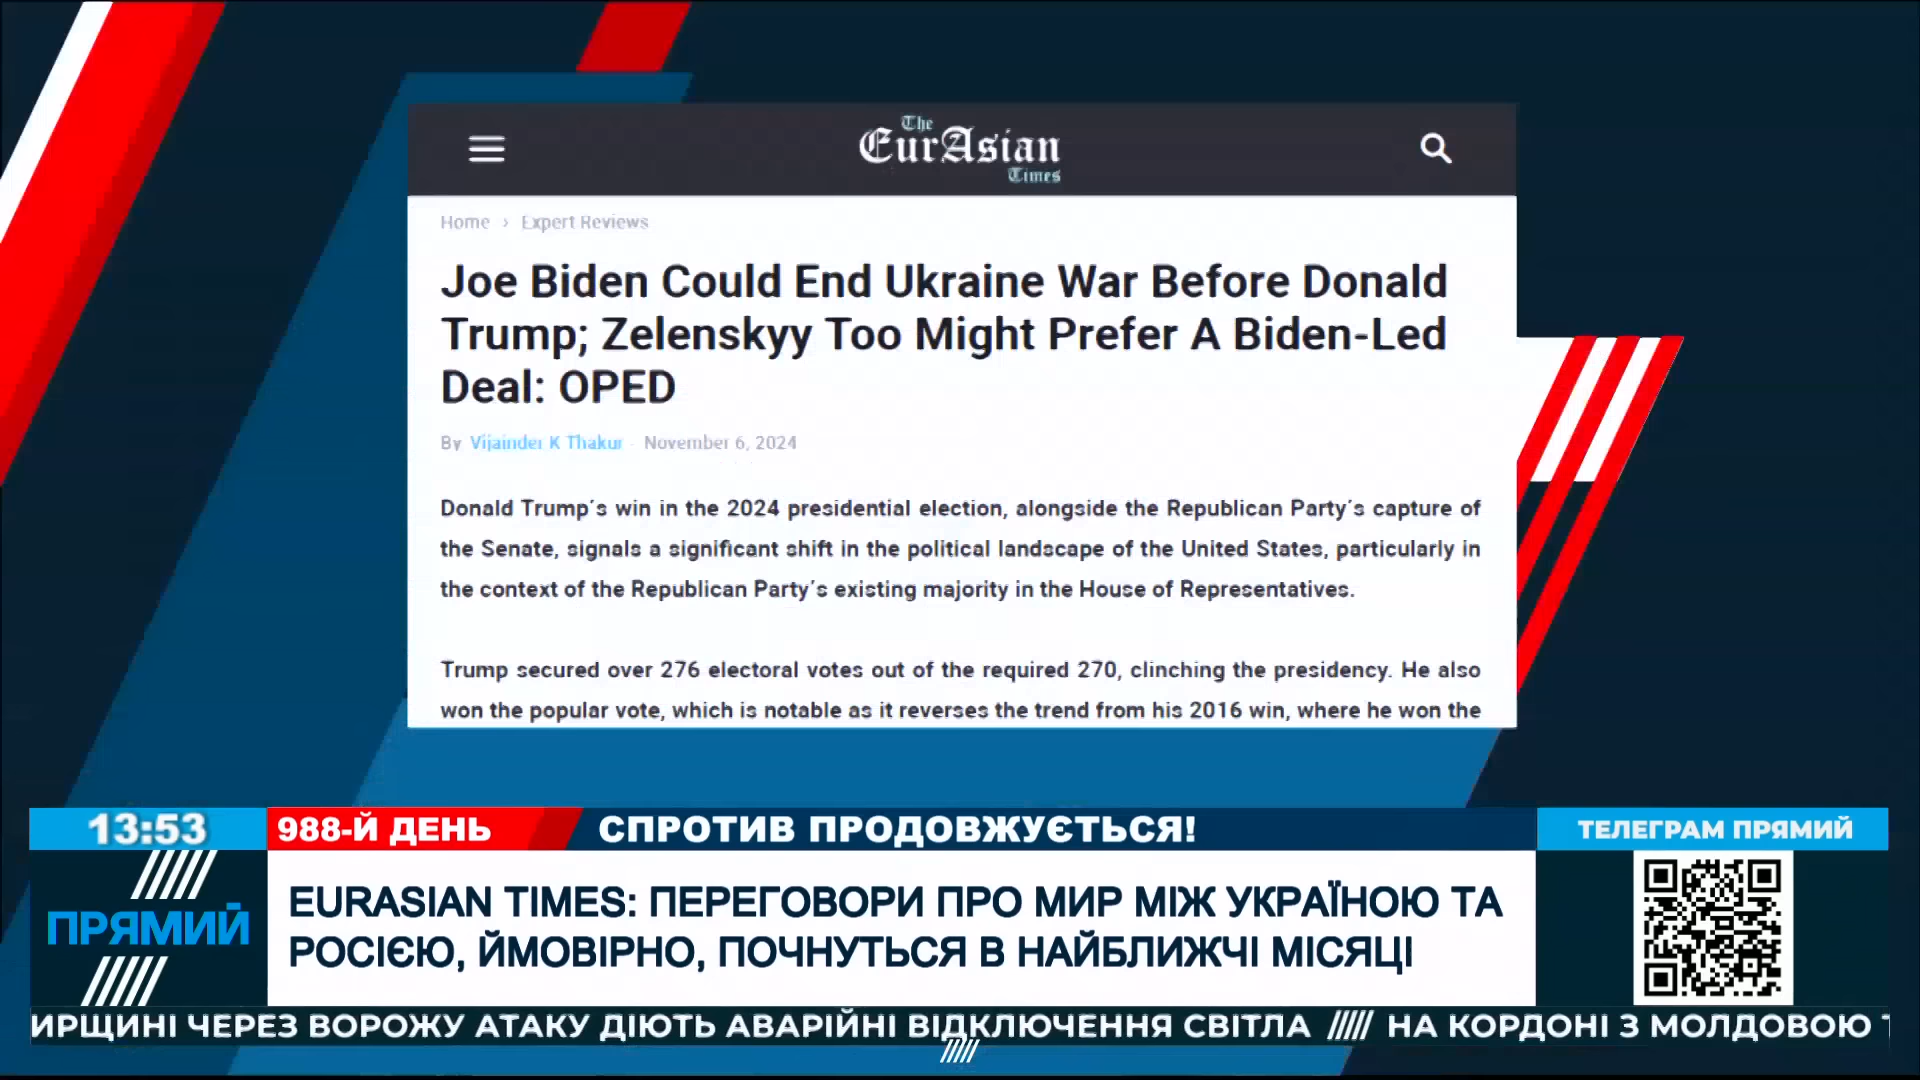 The
EurAsian
Times
Home › Expert Reviews
Joe Biden Could End Ukraine War Before Donald
Trump; Zelenskyy Too Might Prefer A Biden-Led
Deal: OPED
By Vijainder K Thakur - November 6, 2024
Donald Trump's win in the 2024 presidential election, alongside the Republican Party's capture of
the Senate, signals a significant shift in the political landscape of the United States, particularly in
the context of the Republican Party's existing majority in the House of Representatives.
Trump secured over 276 electoral votes out of the required 270, clinching the presidency. He also
won the popular vote, which is notable as it reverses the trend from his 2016 win, where he won the
13:53 988-Й ДЕНЬ СПРОТИВ ПРОДОВЖУЄТЬСЯ! ТЕЛЕГРАМ ПРЯМИЙ
ПРЯМИЙ
EURASIAN TIMES: ПЕРЕГОВОРИ ПРО МИР МІЖ УКРАЇНОЮ ТА
РОСІЄЮ, ЙМОВІРНО, ПОЧНУТЬСЯ В НАЙБЛИЖЧІ МІСЯЦІ
ИРЩИНІ ЧЕРЕЗ ВОРОЖУ АТАКУ ДІЮТЬ АВАРІЙНІ ВІДКЛЮЧЕННЯ СВІТЛА ///// НА КОРДОНІ З МОЛДОВОЮ